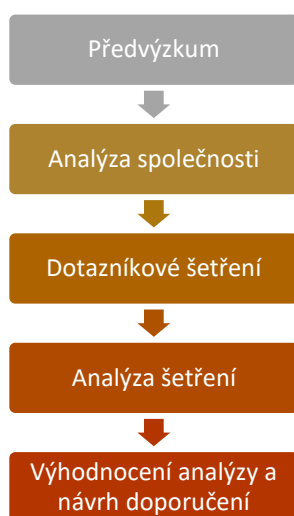 Předvýzkum
Analýza společnosti
Dotazníkové šetření
Analýza šetření
Výhodnocení analýzy a
návrh doporučení